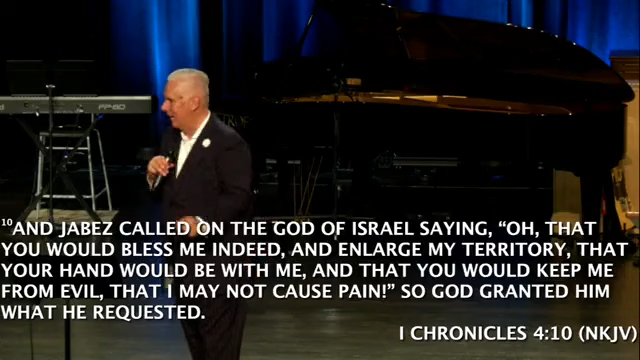 FP-80
¹⁰AND JABEZ CALLED ON THE GOD OF ISRAEL SAYING, “OH, THAT
YOU WOULD BLESS ME INDEED, AND ENLARGE MY TERRITORY, THAT
YOUR HAND WOULD BE WITH ME, AND THAT YOU WOULD KEEP ME
FROM EVIL, THAT I MAY NOT CAUSE PAIN!” SO GOD GRANTED HIM
WHAT HE REQUESTED.
I CHRONICLES 4:10 (NKJV)